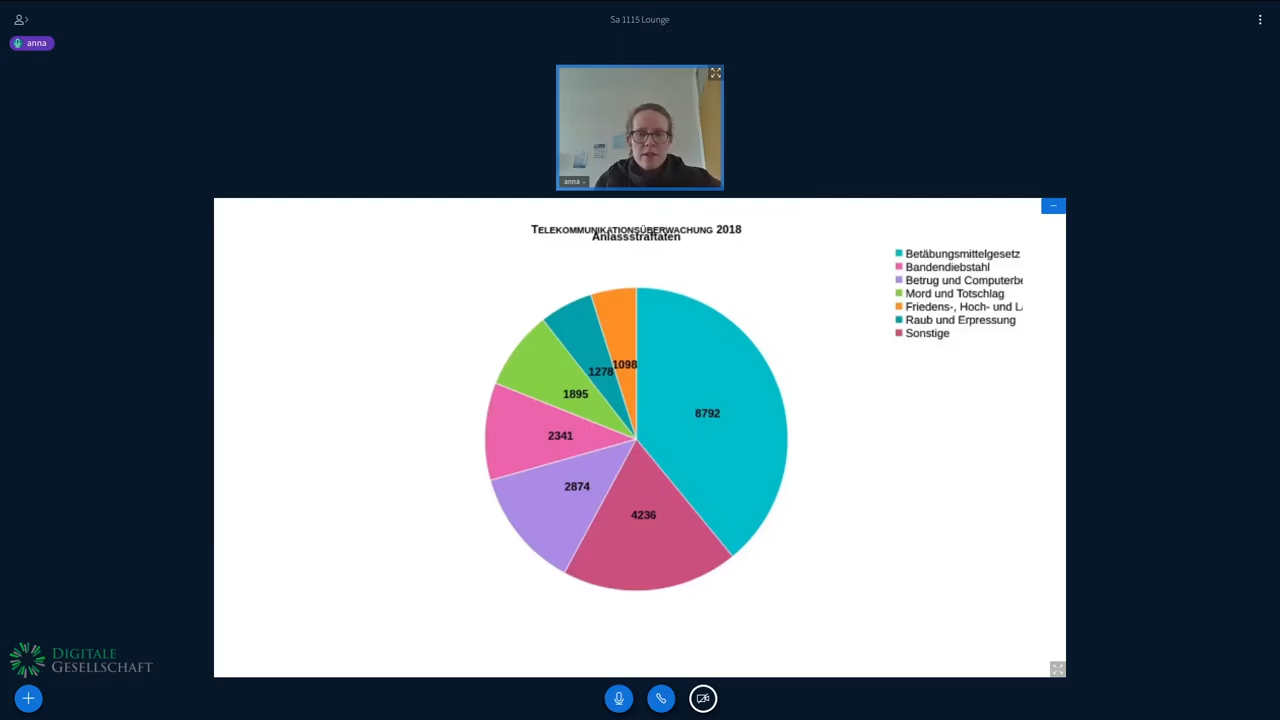 Sa 1115 Lounge
anna
anna
TELEKOMMUNIKATIONSÜBERWACHUNG 2018
Anlassstraftaten
Betäbungsmittelgesetz
Bandendiebstahl
Betrug und Computerbe
Mord und Totschlag
Friedens-, Hoch- und L
Raub und Erpressung
Sonstige
1098
1278
1895
8792
2341
2874
4236
DIGITALE
GESELLSCHAFT